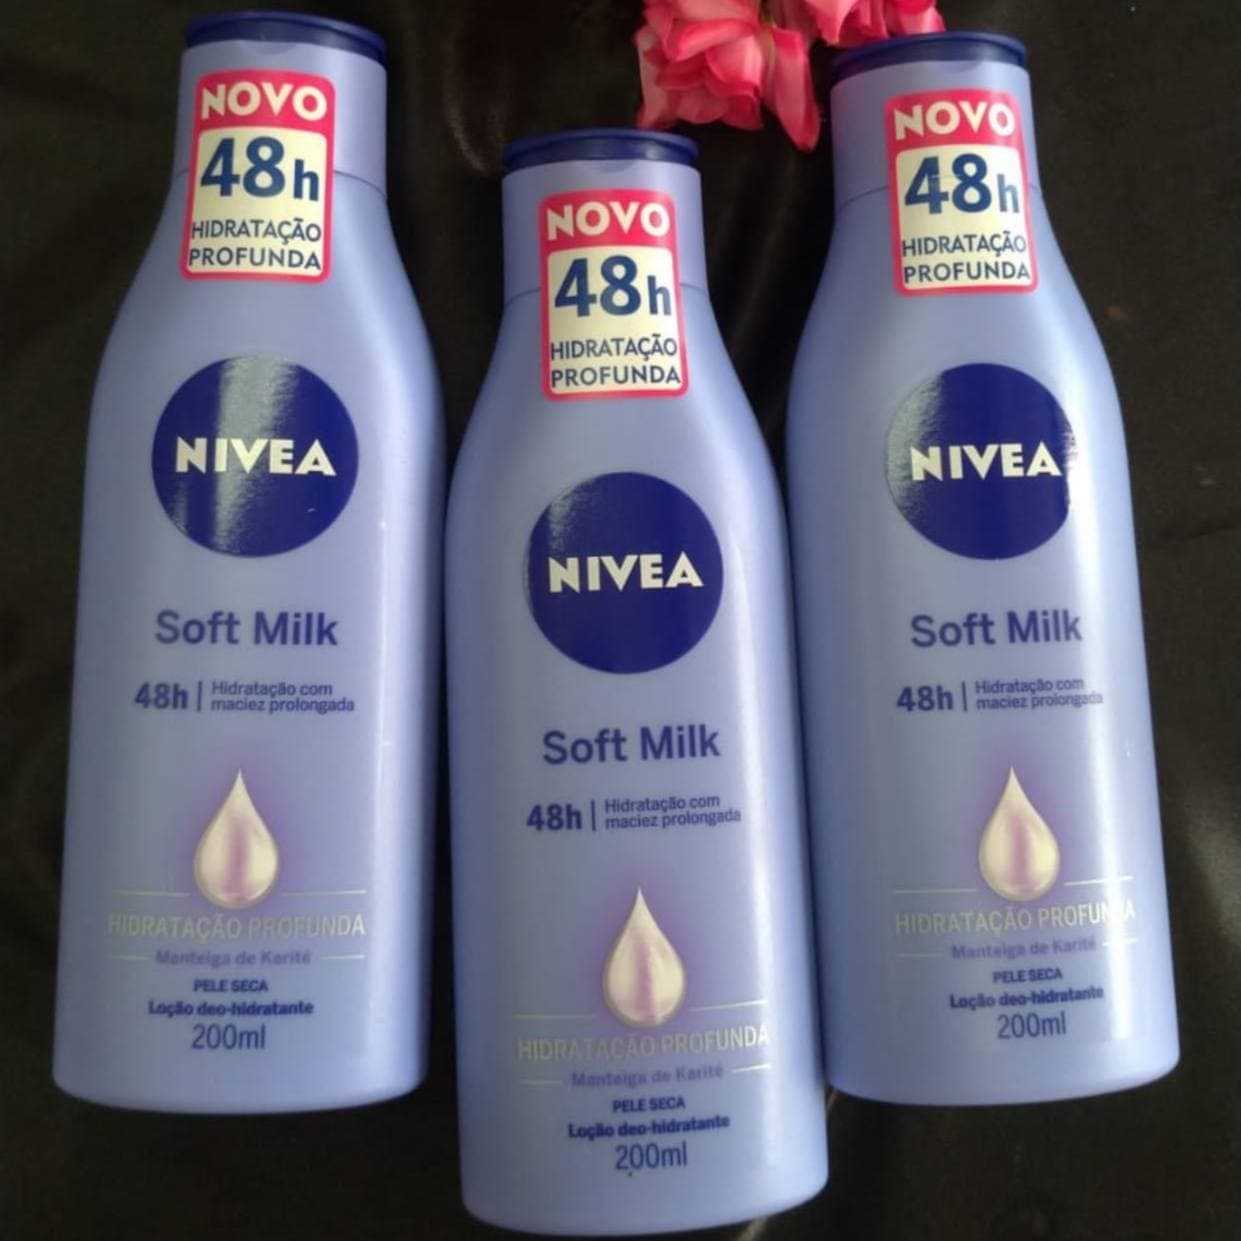 NOVO
48h
HIDRATAÇÃO
PROFUNDA
NIVEA
Soft Milk
48h | Hidratação com
maciez prolongada
HIDRATAÇÃO PROFUNDA
Manteiga de Karité
PELE SECA
Loção deo-hidratante
200ml
NOVO
48h
HIDRATAÇÃO
PROFUNDA
NIVEA
Soft Milk
48h | Hidratação com
maciez prolongada
HIDRATAÇÃO PROFUNDA
Manteiga de Karité
PELE SECA
Loção deo-hidratante
200ml
NOVO
48h
HIDRATAÇÃO
PROFUNDA
NIVEA
Soft Milk
48h | Hidratação com
maciez prolongada
HIDRATAÇÃO PROFUNDA
Manteiga de Karité
PELE SECA
Loção deo-hidratante
200ml